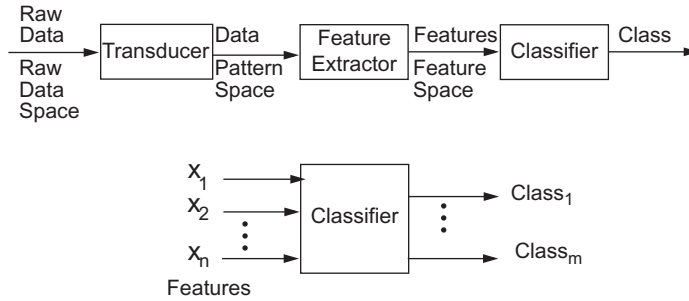 Raw
Data
Raw
Data
Space
Transducer
Data
Pattern
Space
Feature
Extractor
Features
Feature
Space
Classifier
Class
x1
x2
xn
Features
Classifier
Class1
Classm